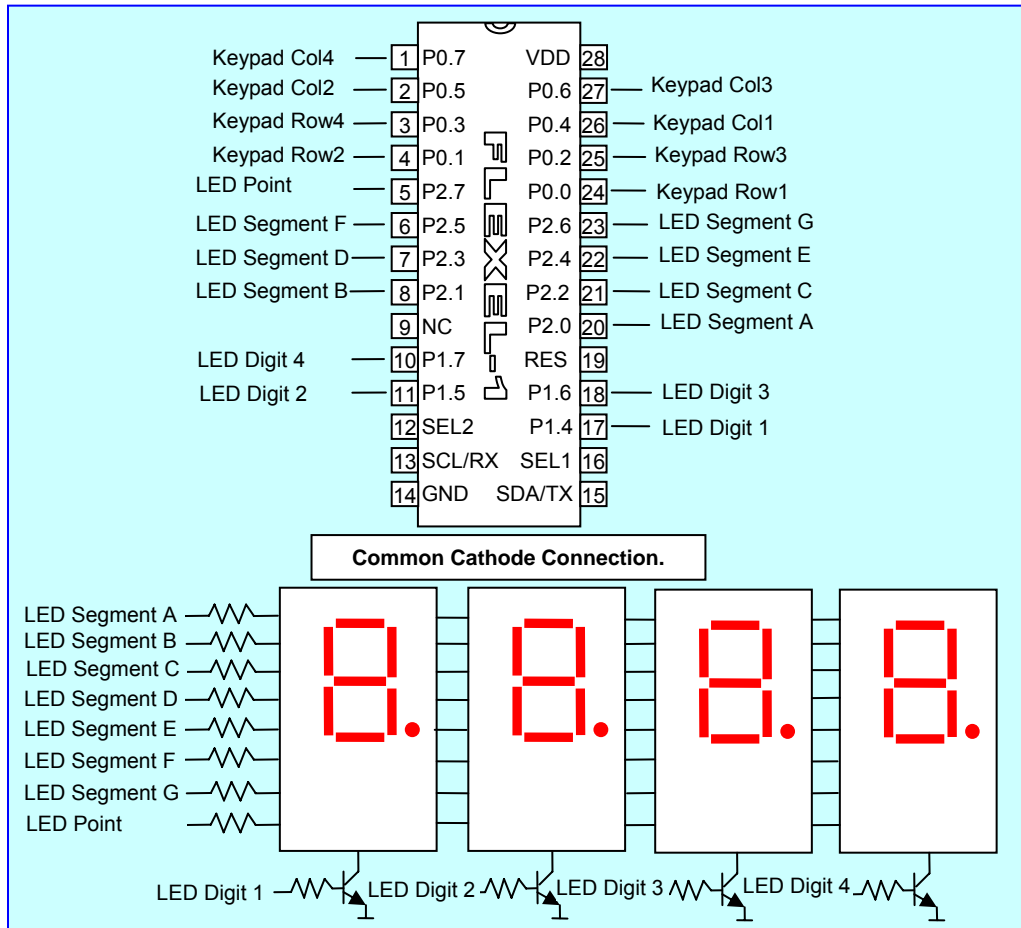 Keypad Col4 1 P0.7 VDD 28
Keypad Col2 2 P0.5 P0.6 27 Keypad Col3
Keypad Row4 3 P0.3 P0.4 26 Keypad Col1
Keypad Row2 4 P0.1 P0.2 25 Keypad Row3
LED Point 5 P2.7 P0.0 24 Keypad Row1
LED Segment F 6 P2.5 P2.6 23 LED Segment G
LED Segment D 7 P2.3 P2.4 22 LED Segment E
LED Segment B 8 P2.1 P2.2 21 LED Segment C
9 NC P2.0 20 LED Segment A
LED Digit 4 10 P1.7 RES 19
LED Digit 2 11 P1.5 P1.6 18 LED Digit 3
12 SEL2 P1.4 17 LED Digit 1
13 SCL/RX SEL1 16
14 GND SDA/TX 15
FLEXEL-1
Common Cathode Connection.
LED Segment A
LED Segment B
LED Segment C
LED Segment D
LED Segment E
LED Segment F
LED Segment G
LED Point
8. 8. 8. 8.
LED Digit 1 LED Digit 2 LED Digit 3 LED Digit 4